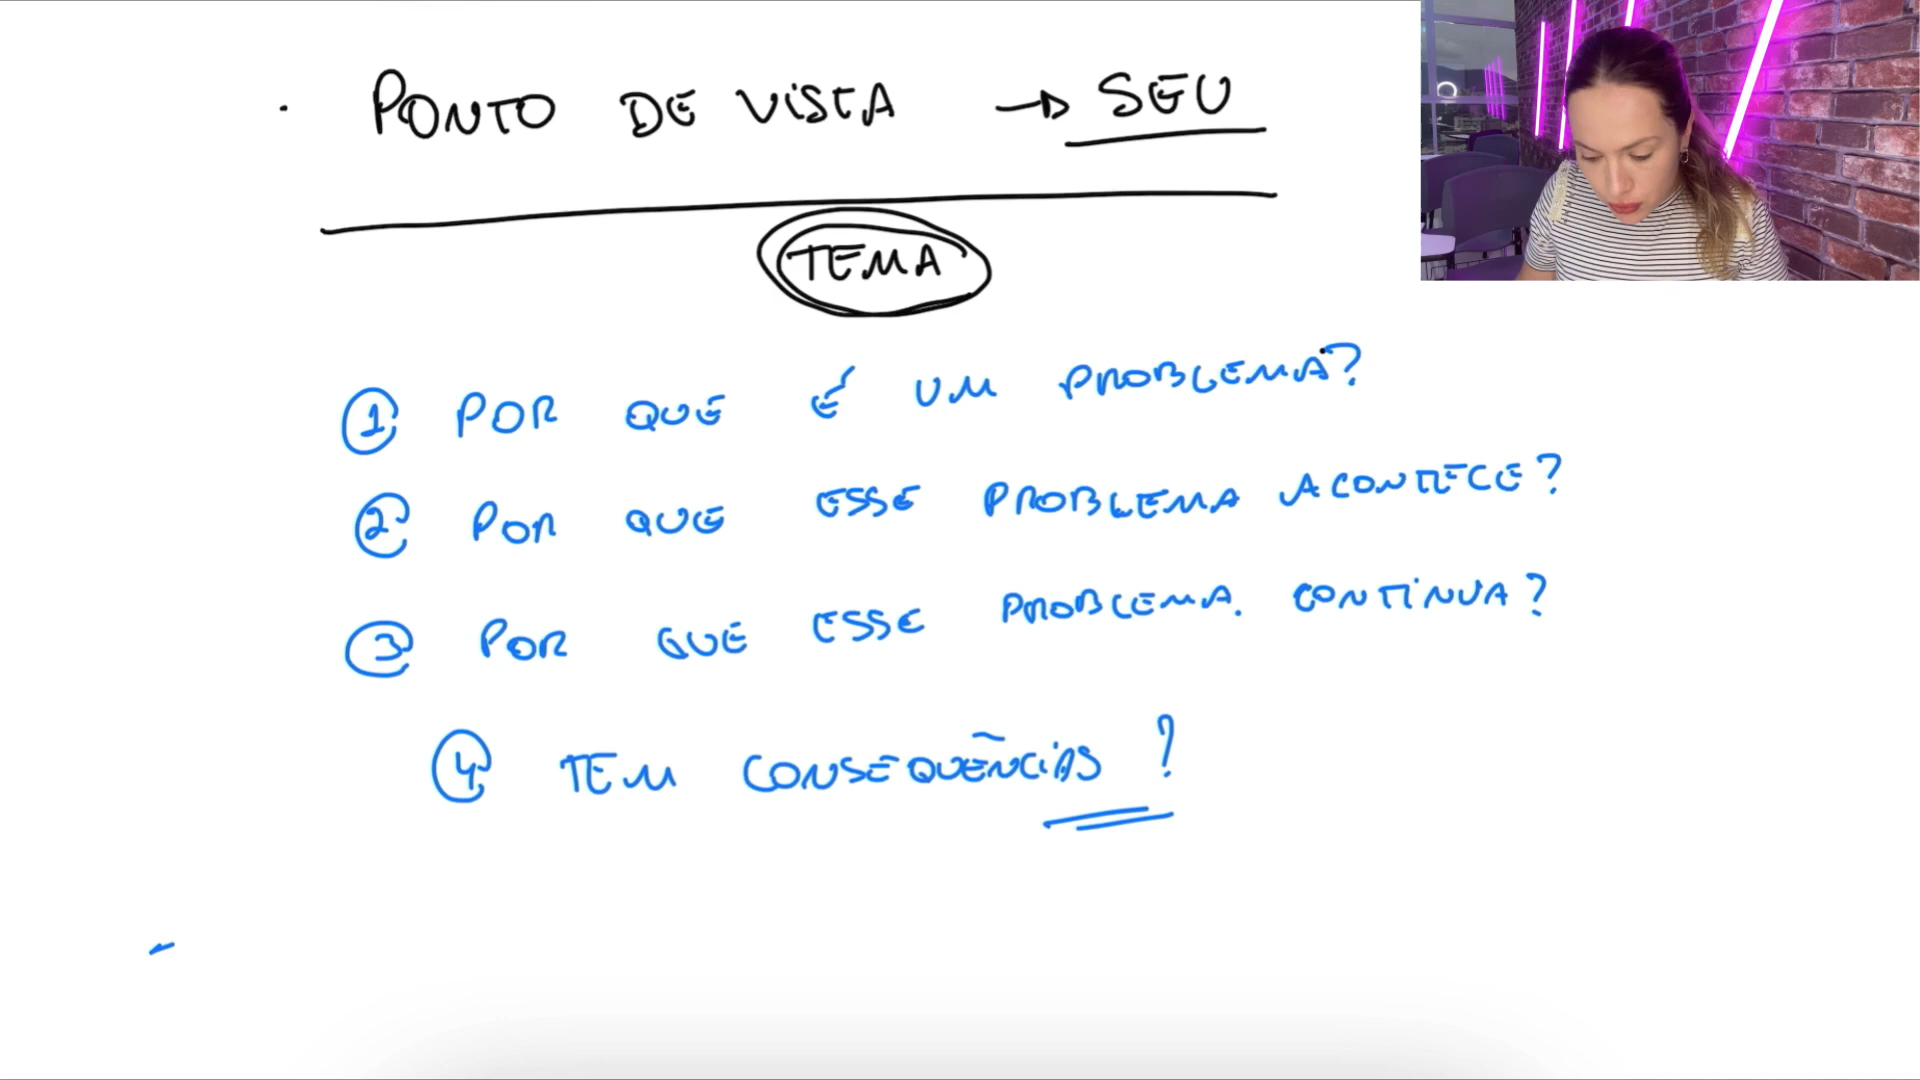 · PONTO DE VISTA → SEU
TEMA
1 POR QUE É UM PROBLEMA?
2 POR QUE ESSE PROBLEMA ACONTECE?
3 POR QUE ESSE PROBLEMA. CONTINUA?
4 TEM CONSEQUÊNCIAS?